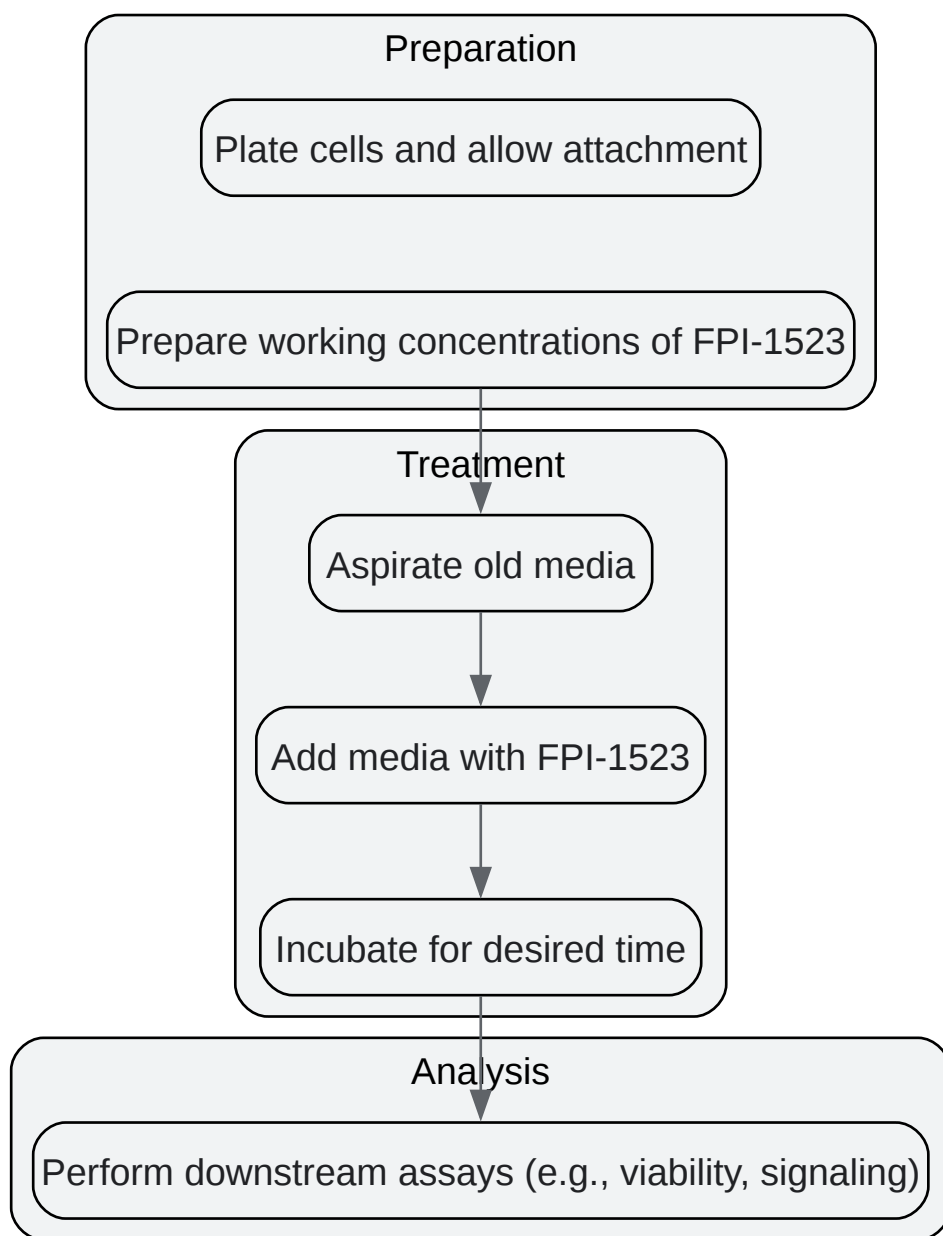 Preparation
Plate cells and allow attachment
Prepare working concentrations of FPI-1523
Treatment
Aspirate old media
Add media with FPI-1523
Incubate for desired time
Analysis
Perform downstream assays (e.g., viability, signaling)